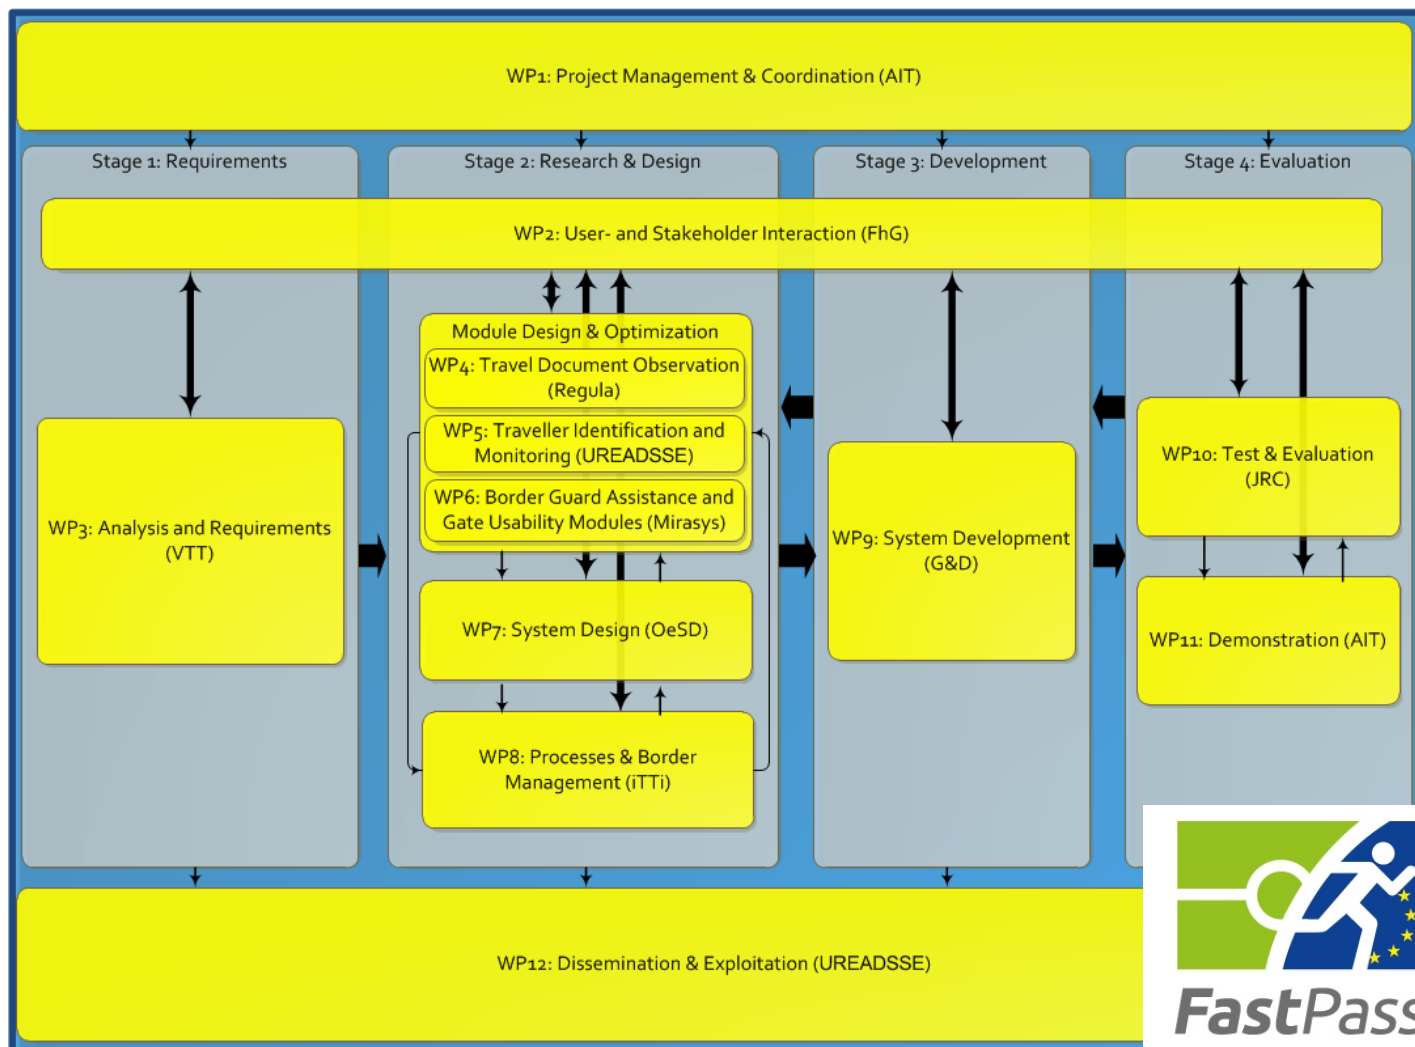 WP1: Project Management & Coordination (AIT)
Stage 1: Requirements
Stage 2: Research & Design
Stage 3: Development
Stage 4: Evaluation
WP2: User- and Stakeholder Interaction (FhG)
Module Design & Optimization
WP4: Travel Document Observation
(Regula)
WP5: Traveller Identification and
Monitoring (UREADSSE)
WP6: Border Guard Assistance and
Gate Usability Modules (Mirasys)
WP3: Analysis and Requirements
(VTT)
WP7: System Design (OeSD)
WP8: Processes & Border
Management (iTTi)
WP9: System Development
(G&D)
WP10: Test & Evaluation
(JRC)
WP11: Demonstration (AIT)
WP12: Dissemination & Exploitation (UREADSSE)
FastPass